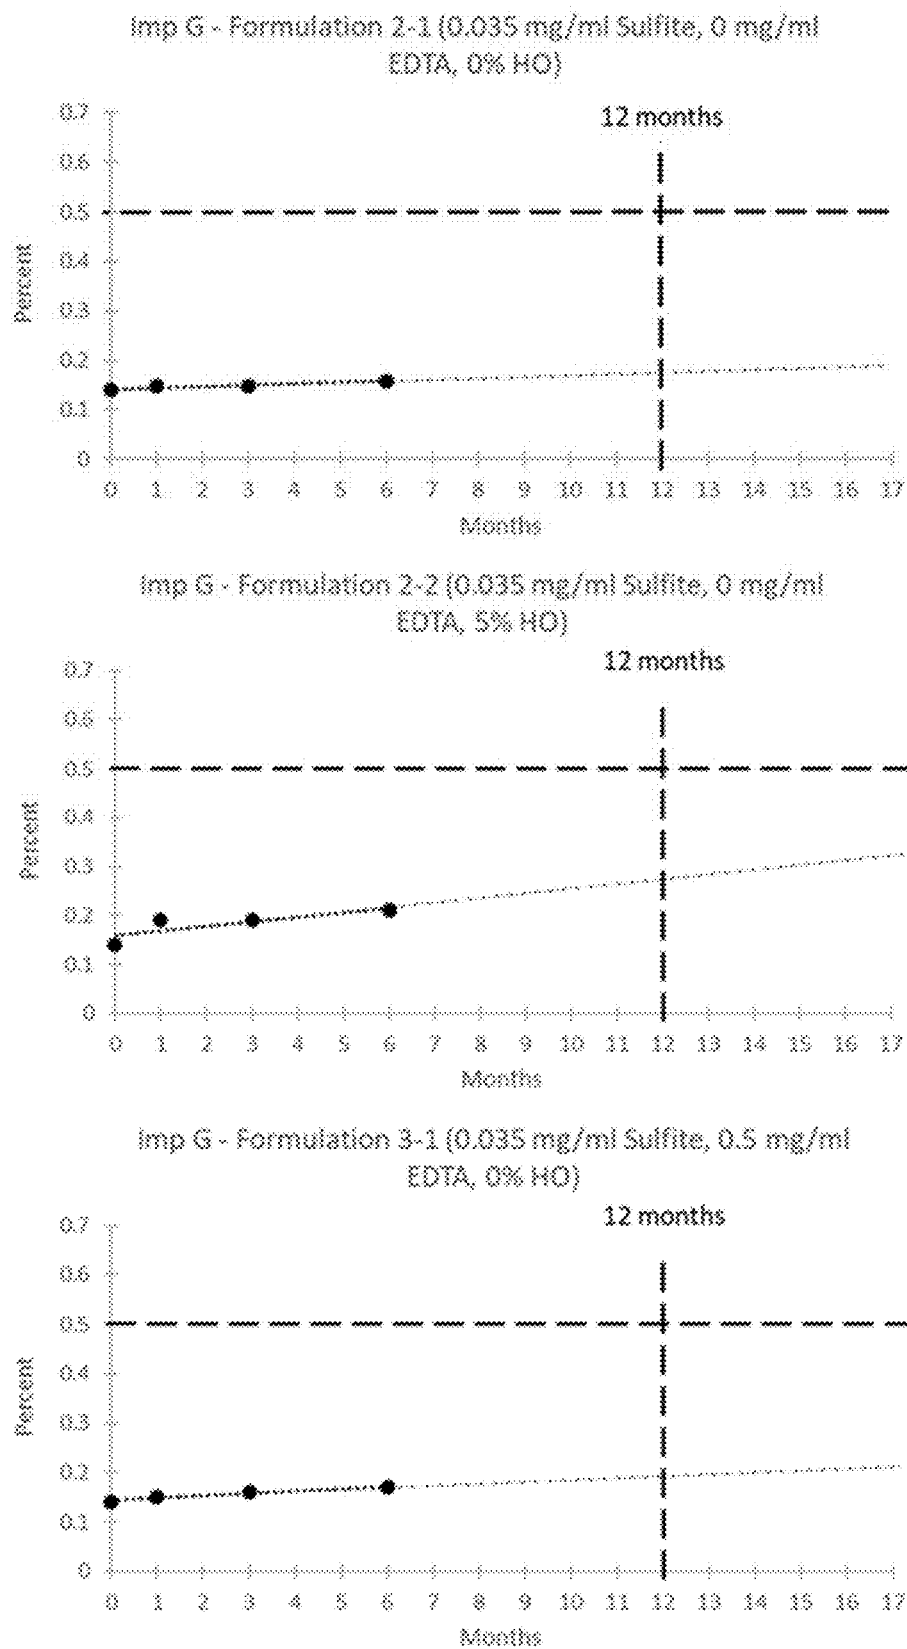 Imp G - Formulation 2-1 (0.035 mg/ml Sulfite, 0 mg/ml
EDTA, 0% HO)
12 months
0.7
0.6
0.5
0.4
0.3
0.2
0.1
0
Percent
0 1 2 3 4 5 6 7 8 9 10 11 12 13 14 15 16 17
Months
Imp G - Formulation 2-2 (0.035 mg/ml Sulfite, 0 mg/ml
EDTA, 5% HO)
12 months
0.7
0.6
0.5
0.4
0.3
0.2
0.1
0
Percent
0 1 2 3 4 5 6 7 8 9 10 11 12 13 14 15 16 17
Months
Imp G - Formulation 3-1 (0.035 mg/ml Sulfite, 0.5 mg/ml
EDTA, 0% HO)
12 months
0.7
0.6
0.5
0.4
0.3
0.2
0.1
0
Percent
0 1 2 3 4 5 6 7 8 9 10 11 12 13 14 15 16 17
Months